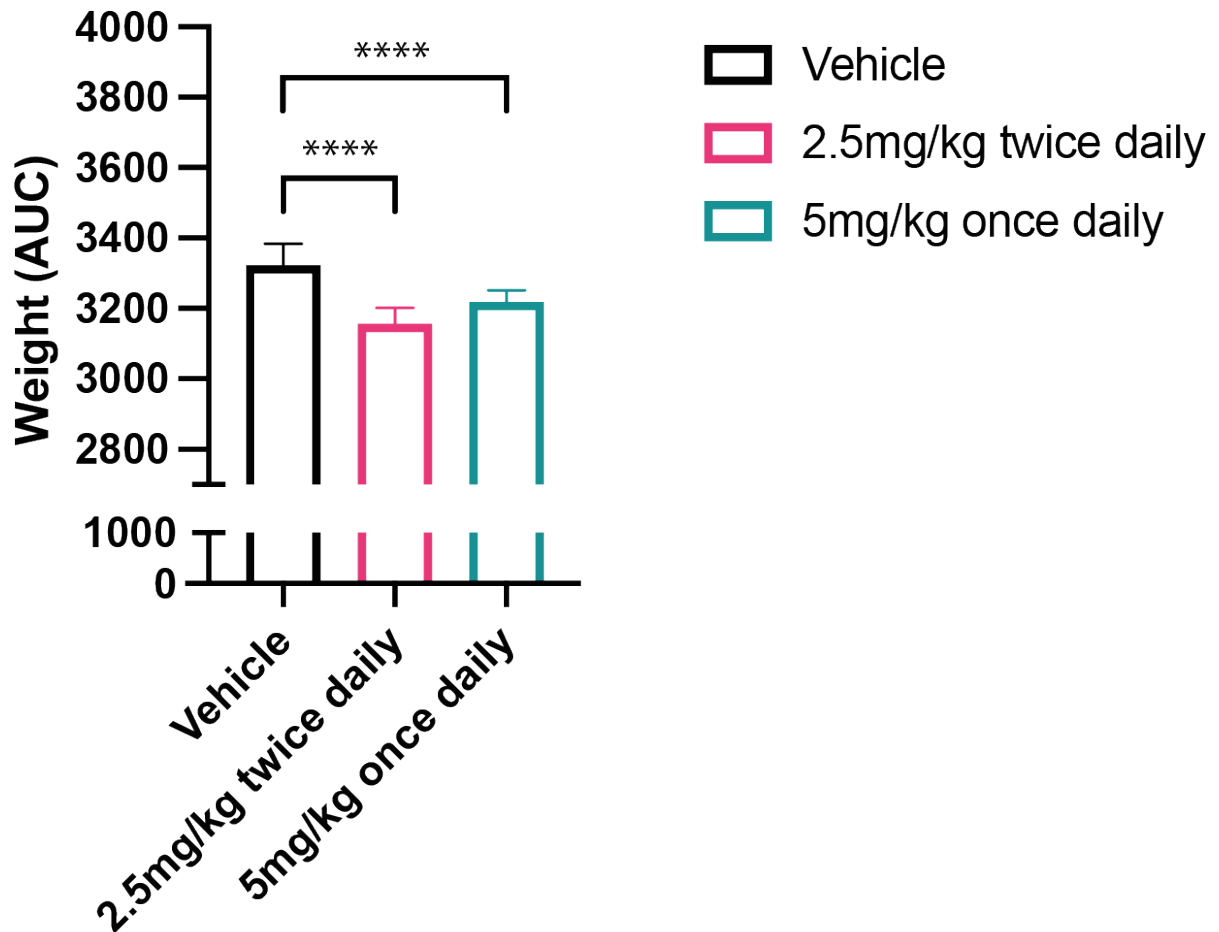 4000
3800
3600
3400
3200
3000
2800
1000
0
Weight (AUC)
****
****
Vehicle
2.5mg/kg twice daily
5mg/kg once daily
Vehicle
2.5mg/kg twice daily
5mg/kg once daily